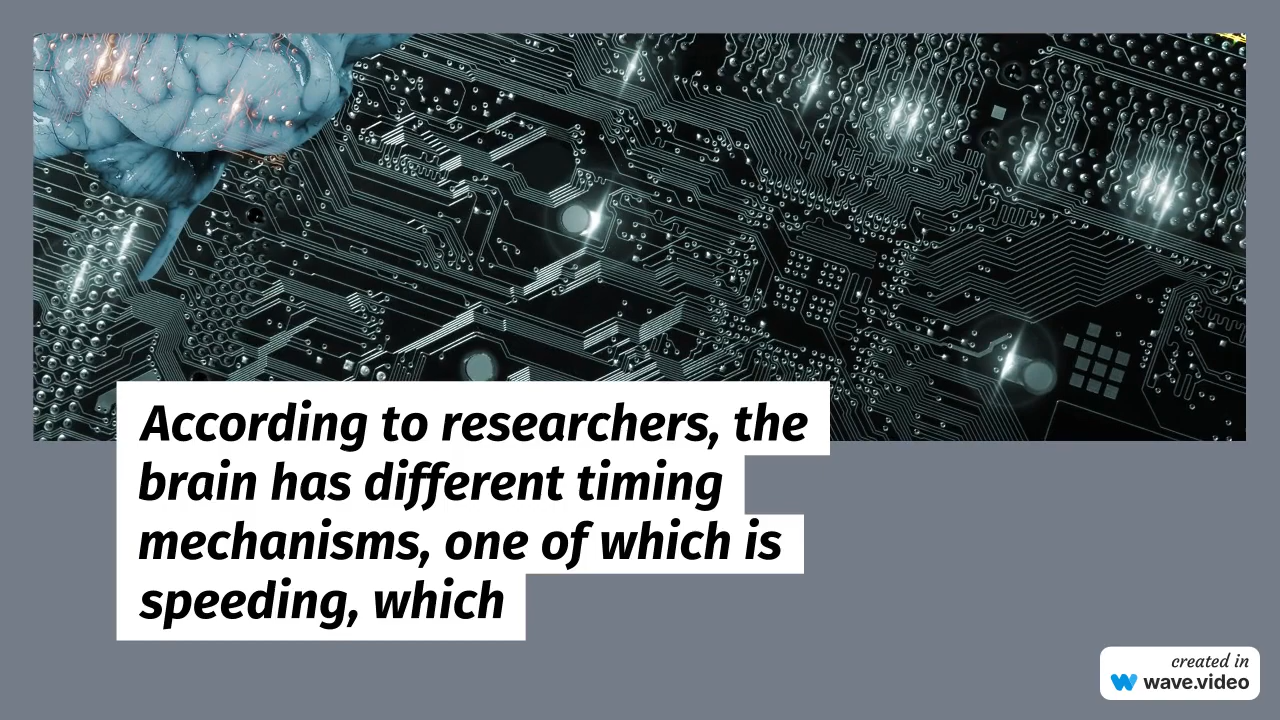 According to researchers, the
brain has different timing
mechanisms, one of which is
speeding, which
created in
wave.video